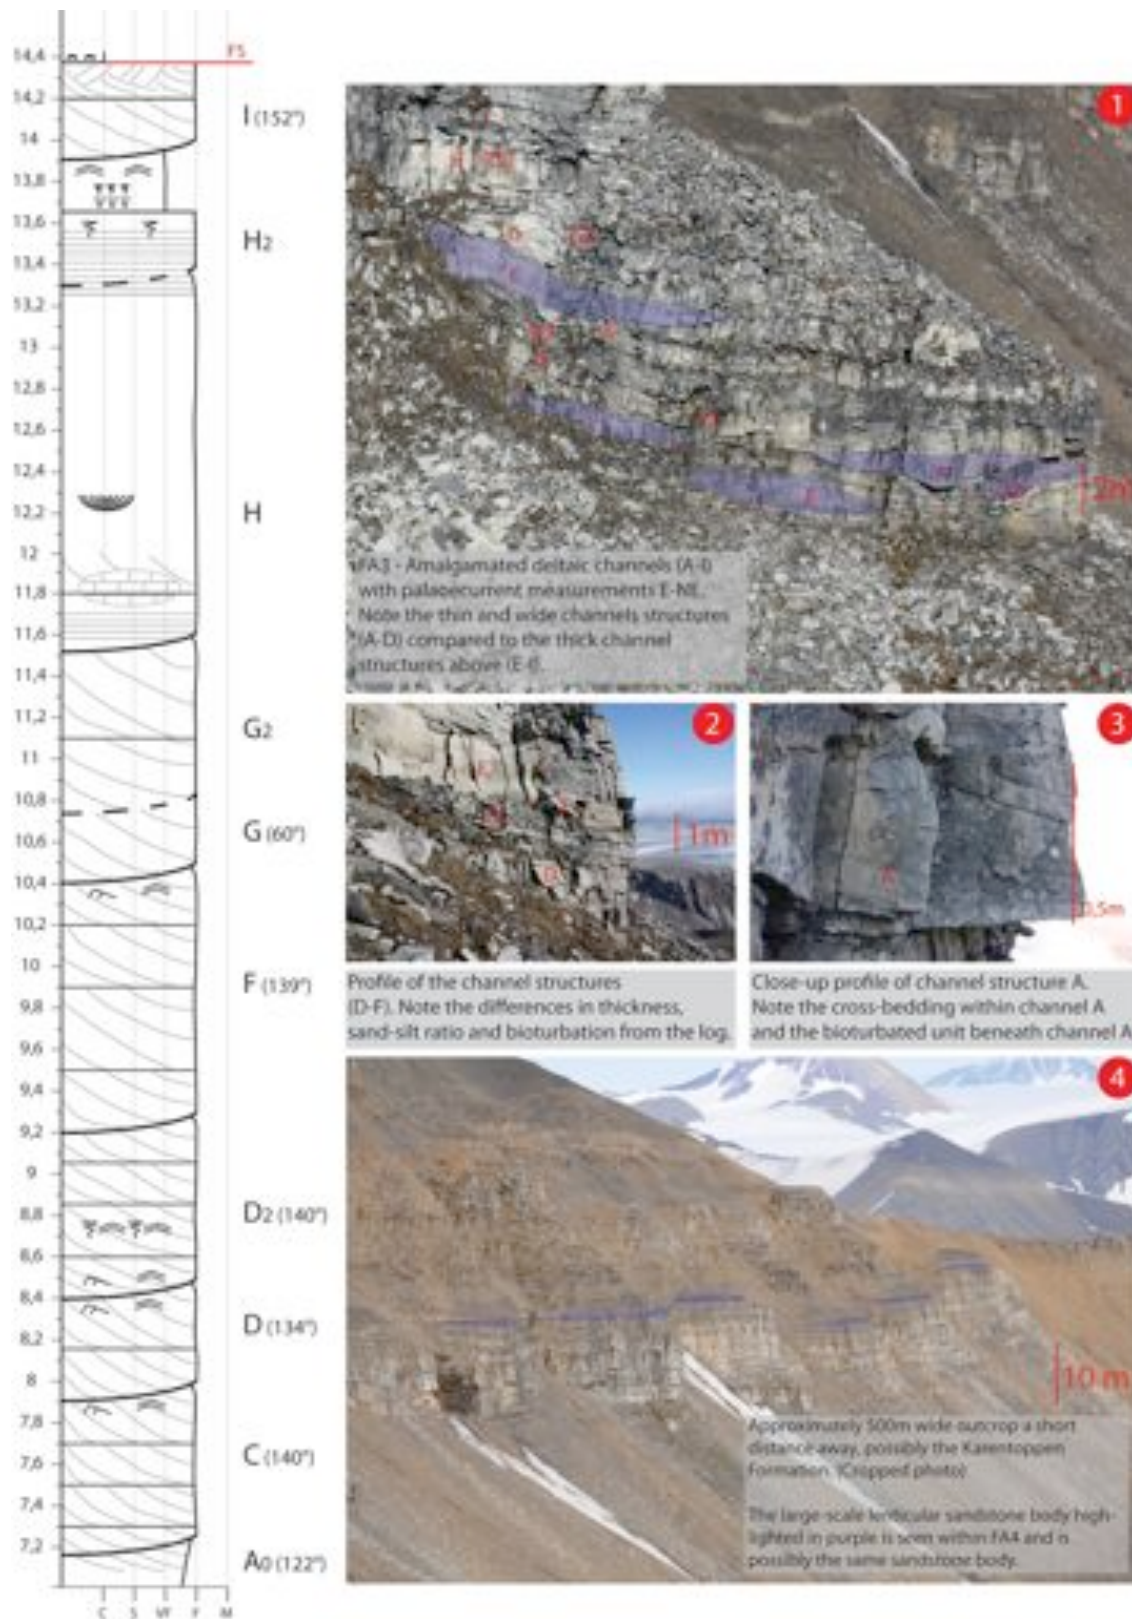 14,4
FS
14,2
I (152°)
14
13,8
13,6
H2
13,4
13,2
13
12,8
12,6
12,4
H
12,2
12
11,8
11,6
11,4
11,2
G2
11
10,8
G (60°)
10,6
10,4
10,2
10
F (139°)
9,8
9,6
9,4
9,2
9
D2 (140°)
8,8
8,6
8,4
D (134°)
8,2
8
7,8
C (140°)
7,6
7,4
7,2
A0 (122°)
C S VF F M
1
2m
FA3 - Amalgamated deltaic channels (A-I)
with palaeocurrent measurements E-NE.
Note the thin and wide channels structures
(A-D) compared to the thick channel
structures above (E-I).
2
1m
D
Profile of the channel structures
(D-F). Note the differences in thickness,
sand-silt ratio and bioturbation from the log.
3
A
0,5m
Close-up profile of channel structure A.
Note the cross-bedding within channel A
and the bioturbated unit beneath channel A
4
10 m
Approximately 500m wide outcrop a short
distance away, possibly the Karentoppen
Formation. (Cropped photo)
The large-scale lenticular sandstone body high-
lighted in purple is seen within FA4 and is
possibly the same sandstone body.